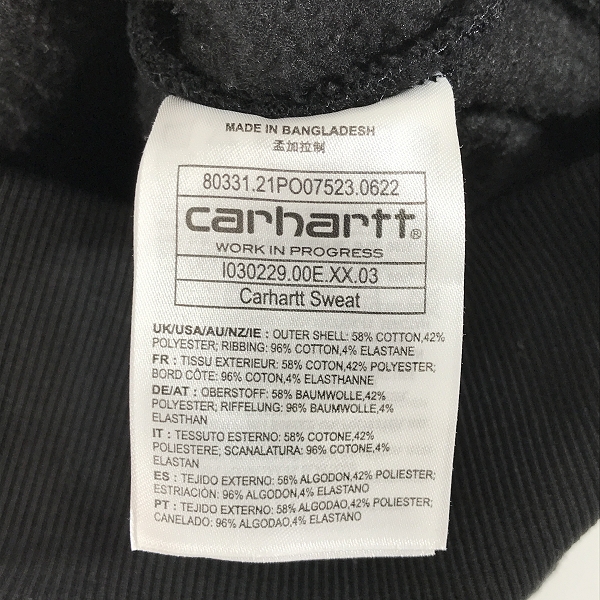 MADE IN BANGLADESH
孟加拉制
80331.21PO07523.0622
carhartt®
WORK IN PROGRESS
I030229.00E.XX.03
Carhartt Sweat
UK/USA/AU/NZ/IE : OUTER SHELL: 58% COTTON,42%
POLYESTER; RIBBING: 96% COTTON,4% ELASTANE
FR : TISSU EXTERIEUR: 58% COTON,42% POLYESTER;
BORD CÔTE: 96% COTON,4% ELASTHANNE
DE/AT : OBERSTOFF: 58% BAUMWOLLE,42%
POLYESTER; RIFFELUNG: 96% BAUMWOLLE,4%
ELASTHAN
IT : TESSUTO ESTERNO: 58% COTONE,42%
POLIESTERE; SCANALATURA: 96% COTONE,4%
ELASTAN
ES : TEJIDO EXTERNO: 58% ALGODON,42% POLIESTER;
ESTRIACIÓN: 96% ALGODON,4% ELASTANO
PT : TECIDO EXTERNO: 58% ALGODAO,42% POLIESTER;
CANELADO: 96% ALGODAO,4% ELASTANO